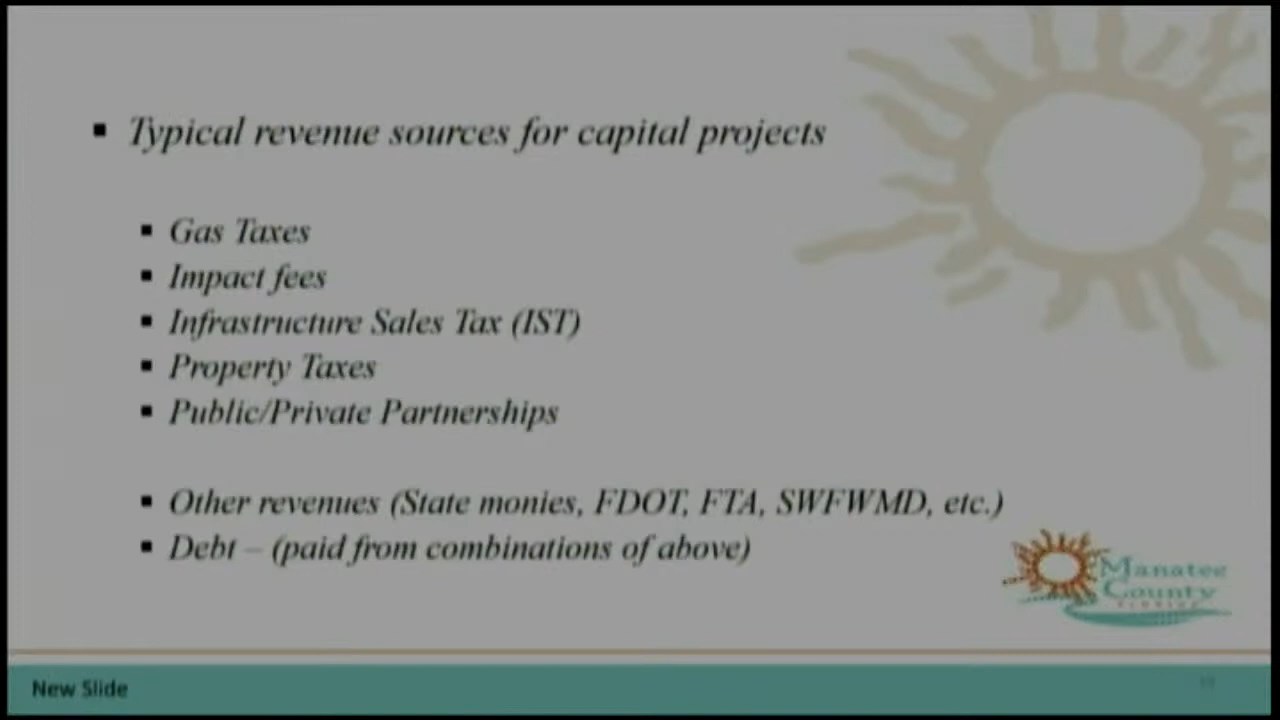 ▪ Typical revenue sources for capital projects
▪ Gas Taxes
▪ Impact fees
▪ Infrastructure Sales Tax (IST)
▪ Property Taxes
▪ Public/Private Partnerships
▪ Other revenues (State monies, FDOT, FTA, SWFWMD, etc.)
▪ Debt – (paid from combinations of above)
Manatee
County
FLORIDA
New Slide